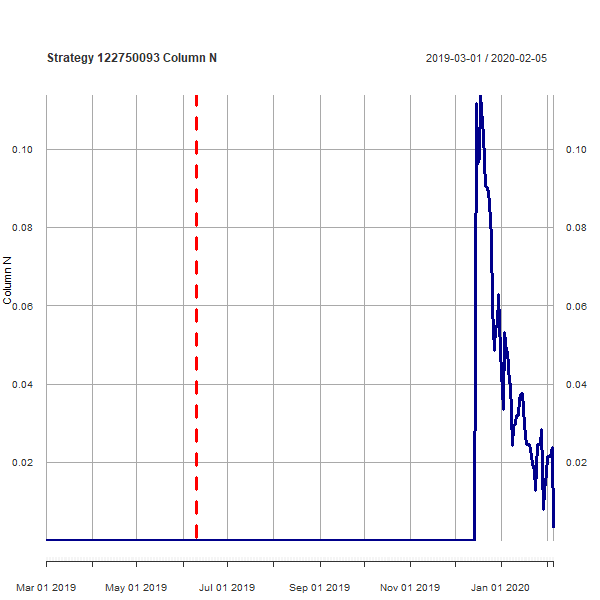 Strategy 122750093 Column N
2019-03-01 / 2020-02-05
0.10
0.08
0.06
0.04
0.02
Column N
0.10
0.08
0.06
0.04
0.02
Mar 01 2019
May 01 2019
Jul 01 2019
Sep 01 2019
Nov 01 2019
Jan 01 2020